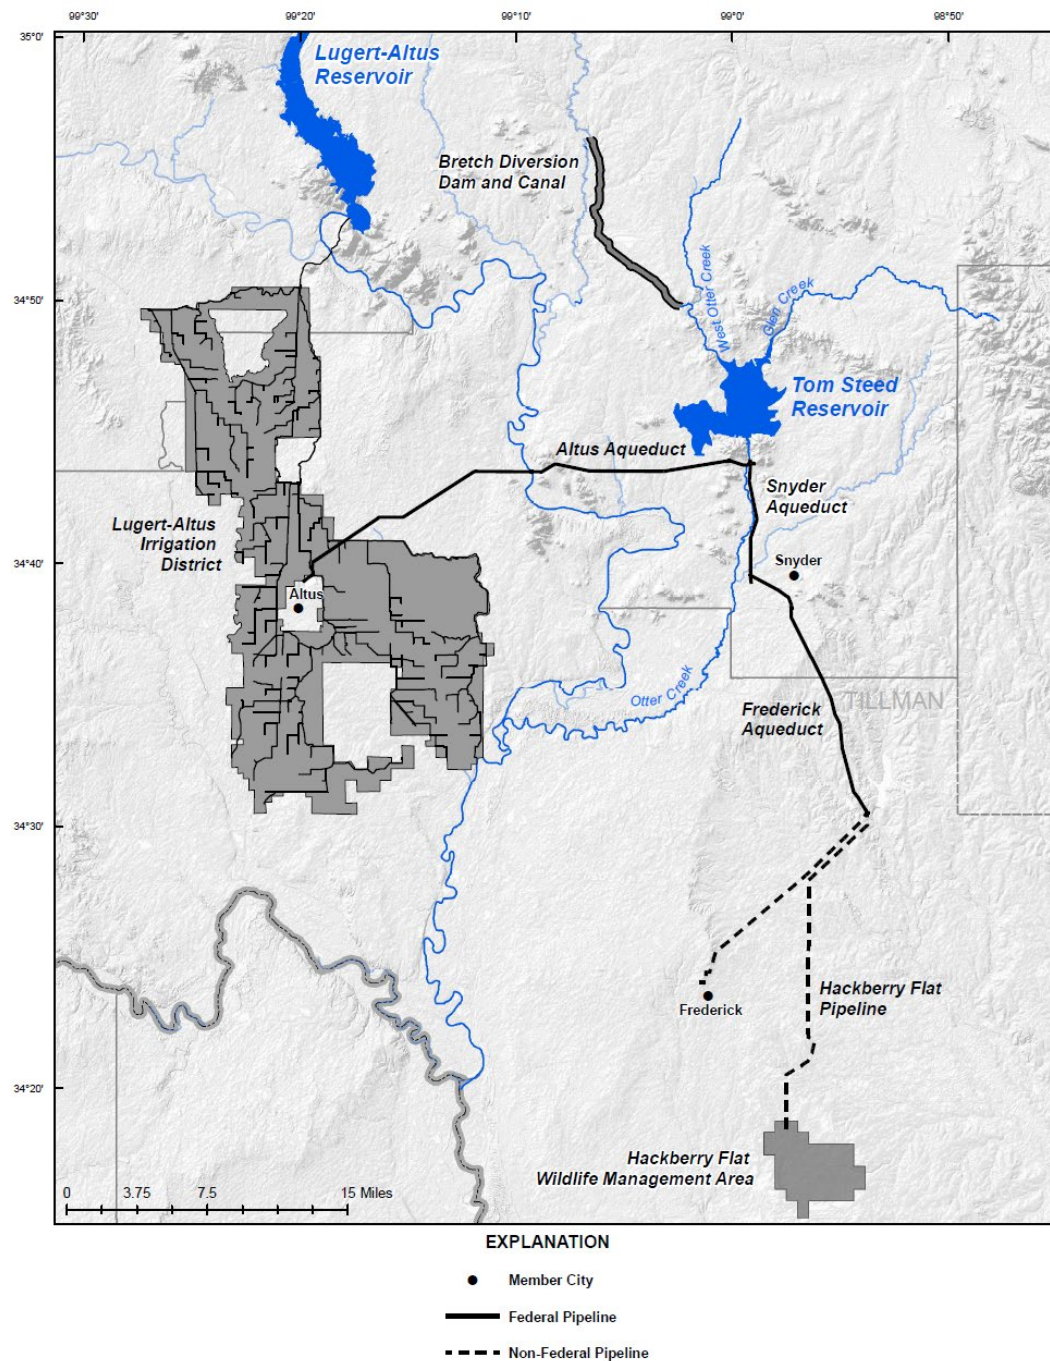 99°30'
99°20'
99°10'
99°0'
98°50'
35°0'
Lugert-Altus
Reservoir
Bretch Diversion
Dam and Canal
West Otter Creek
Glen Creek
34°50'
Tom Steed
Reservoir
Altus Aqueduct
Snyder
Aqueduct
Lugert-Altus
Irrigation
District
34°40'
Snyder
Altus
Otter Creek
TILLMAN
Frederick
Aqueduct
34°30'
Hackberry Flat
Pipeline
Frederick
34°20'
Hackberry Flat
Wildlife Management Area
0 3.75 7.5 15 Miles
EXPLANATION
Member City
Federal Pipeline
Non-Federal Pipeline